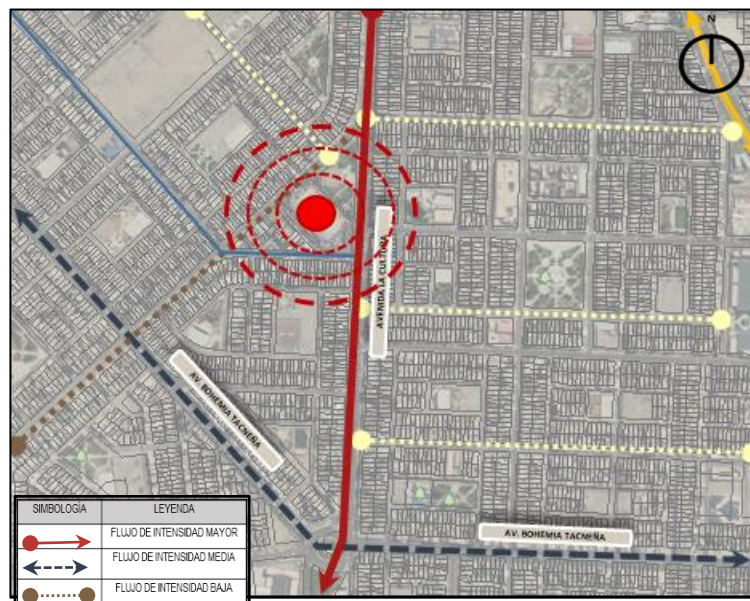 N
AVENIDA LA CULTURA
AV. BOHEMIA TACNEÑA
AV. BOHEMIA TACNEÑA
SIMBOLOGÍA LEYENDA
FLUJO DE INTENSIDAD MAYOR
FLUJO DE INTENSIDAD MEDIA
FLUJO DE INTENSIDAD BAJA